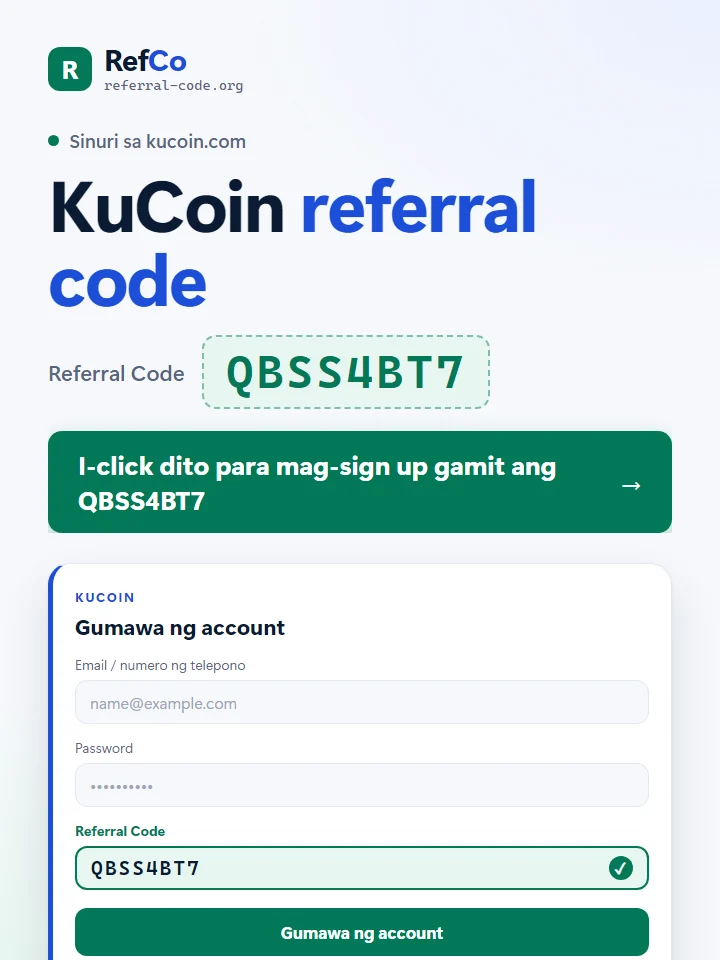 R
RefCo
referral-code.org
Sinuri sa kucoin.com
KuCoin referral
code
Referral Code
QBSS4BT7
I-click dito para mag-sign up gamit ang
QBSS4BT7
→
KUCOIN
Gumawa ng account
Email / numero ng telepono
name@example.com
Password
••••••••••
Referral Code
QBSS4BT7
✓
Gumawa ng account